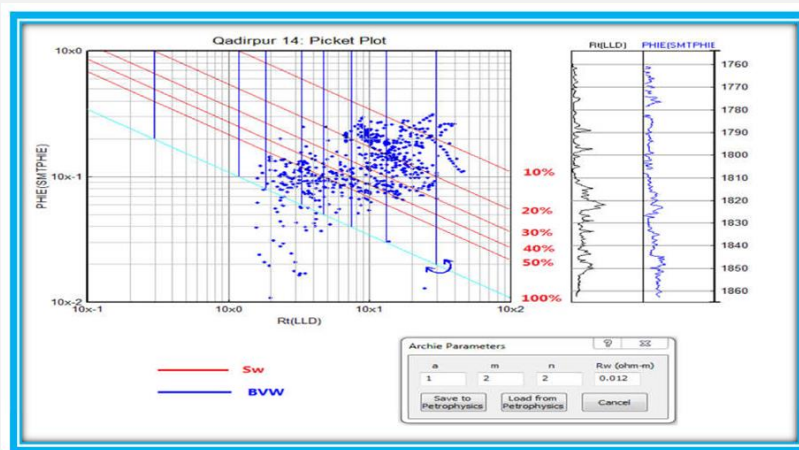 Qadirpur 14: Picket Plot
Rt(LLD) PHIE(SMTPHIE
10x0
10x-1
10x-2
PHIE(SMTPHIE)
10x-1 10x0 10x1 10x2
Rt(LLD)
10%
20%
30%
40%
50%
100%
1760
1770
1780
1790
1800
1810
1820
1830
1840
1850
1860
Sw
BVW
Archie Parameters
a m n Rw (ohm-m)
1 2 2 0.012
Save to Petrophysics
Load from Petrophysics
Cancel